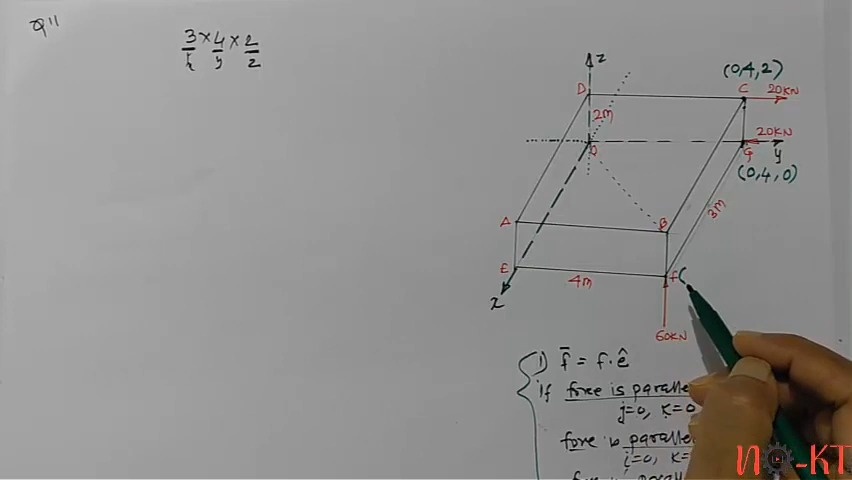 Q11
3/x × 4/y × 2/z
z
(0,4,2)
D
C
20KN
2m
20KN
O
G
y
(0,4,0)
3m
A
B
E
4m
F(
x
60KN
1) f̄ = f·ê
If force is paralle
j=0, k=0
force is paralle
i=0, k=
NO-KT